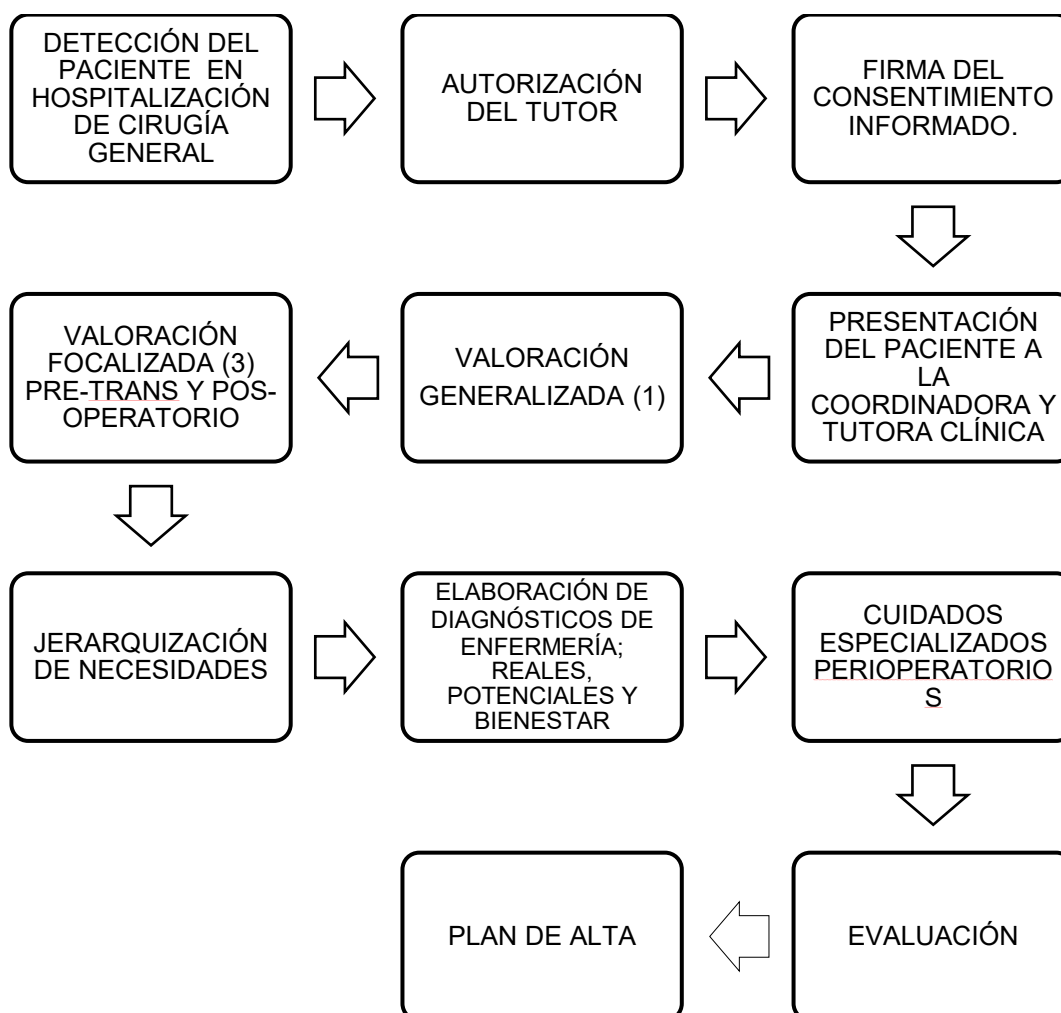 DETECCIÓN DEL
PACIENTE EN
HOSPITALIZACIÓN
DE CIRUGÍA
GENERAL
AUTORIZACIÓN
DEL TUTOR
FIRMA DEL
CONSENTIMIENTO
INFORMADO.
PRESENTACIÓN
DEL PACIENTE A
LA
COORDINADORA Y
TUTORA CLÍNICA
VALORACIÓN
GENERALIZADA (1)
VALORACIÓN
FOCALIZADA (3)
PRE-TRANS Y POS-
OPERATORIO
JERARQUIZACIÓN
DE NECESIDADES
ELABORACIÓN DE
DIAGNÓSTICOS DE
ENFERMERÍA;
REALES,
POTENCIALES Y
BIENESTAR
CUIDADOS
ESPECIALIZADOS
PERIOPERATORIO
S
EVALUACIÓN
PLAN DE ALTA